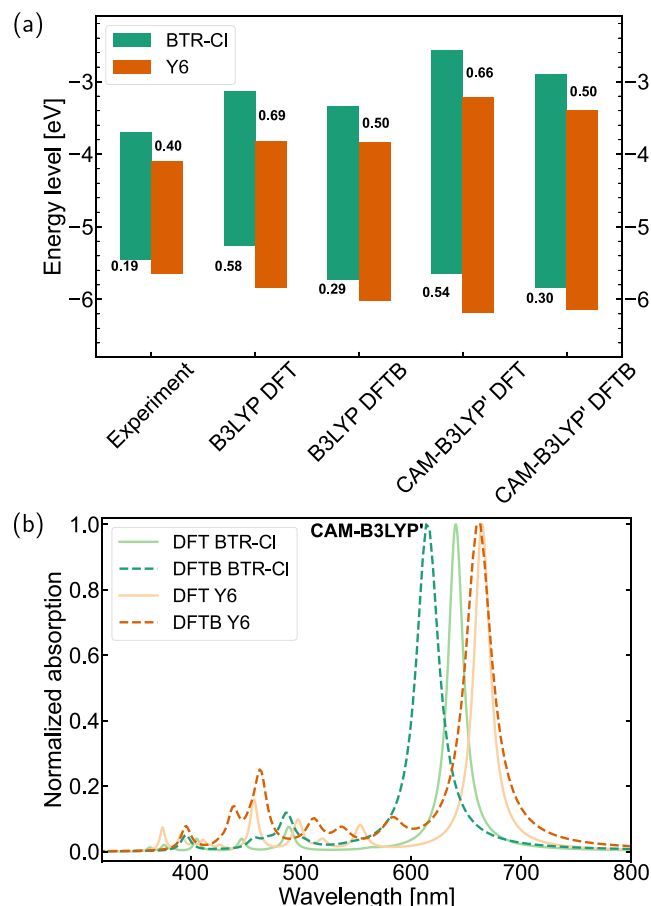 (a)
BTR-Cl
Y6
0.40
0.69
0.50
0.66
0.50
0.19
0.58
0.29
0.54
0.30
−3
−4
−5
−6
−3
−4
−5
−6
Energy level [eV]
Experiment
B3LYP DFT
B3LYP DFTB
CAM-B3LYP' DFT
CAM-B3LYP' DFTB
(b)
CAM-B3LYP'
DFT BTR-Cl
DFTB BTR-Cl
DFT Y6
DFTB Y6
1.0
0.8
0.6
0.4
0.2
0.0
Normalized absorption
400 500 600 700 800
Wavelength [nm]